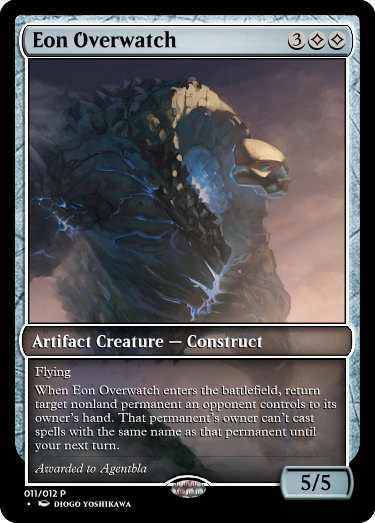 Eon Overwatch
3
Artifact Creature — Construct
Flying
When Eon Overwatch enters the battlefield, return
target nonland permanent an opponent controls to its
owner's hand. That permanent's owner can't cast
spells with the same name as that permanent until
your next turn.
Awarded to Agentbla
5/5
011/012 P
• DIOGO YOSHIKAWA